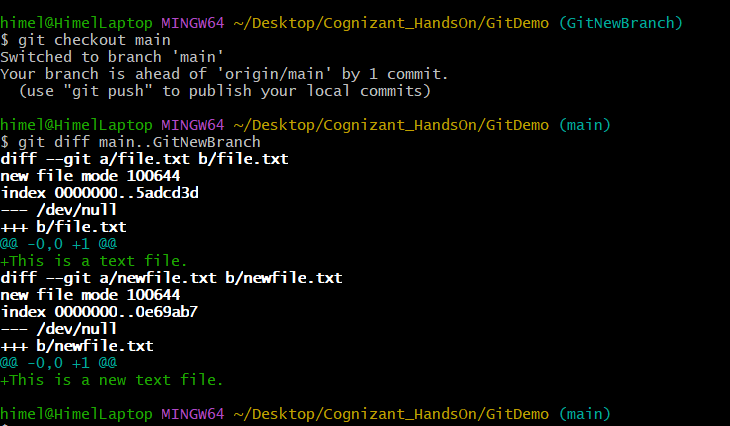 himel@HimelLaptop MINGW64 ~/Desktop/Cognizant_HandsOn/GitDemo (GitNewBranch)
$ git checkout main
Switched to branch 'main'
Your branch is ahead of 'origin/main' by 1 commit.
  (use "git push" to publish your local commits)
himel@HimelLaptop MINGW64 ~/Desktop/Cognizant_HandsOn/GitDemo (main)
$ git diff main..GitNewBranch
diff --git a/file.txt b/file.txt
new file mode 100644
index 0000000..5adcd3d
--- /dev/null
+++ b/file.txt
@@ -0,0 +1 @@
+This is a text file.
diff --git a/newfile.txt b/newfile.txt
new file mode 100644
index 0000000..0e69ab7
--- /dev/null
+++ b/newfile.txt
@@ -0,0 +1 @@
+This is a new text file.
himel@HimelLaptop MINGW64 ~/Desktop/Cognizant_HandsOn/GitDemo (main)